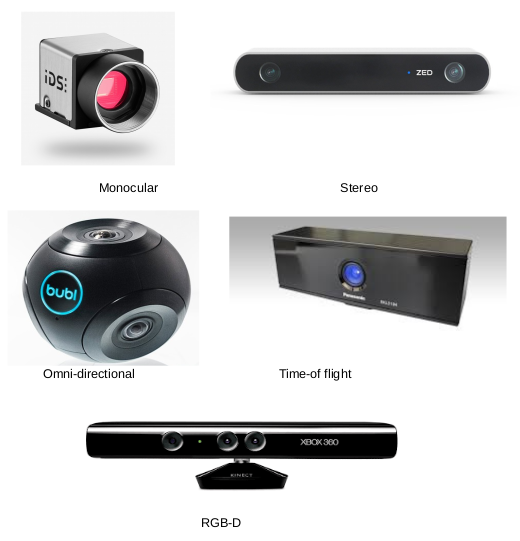 iDS:
ZED
Monocular
Stereo
bubl
Panasonic
Omni-directional
Time-of flight
XBOX 360
KINECT
RGB-D